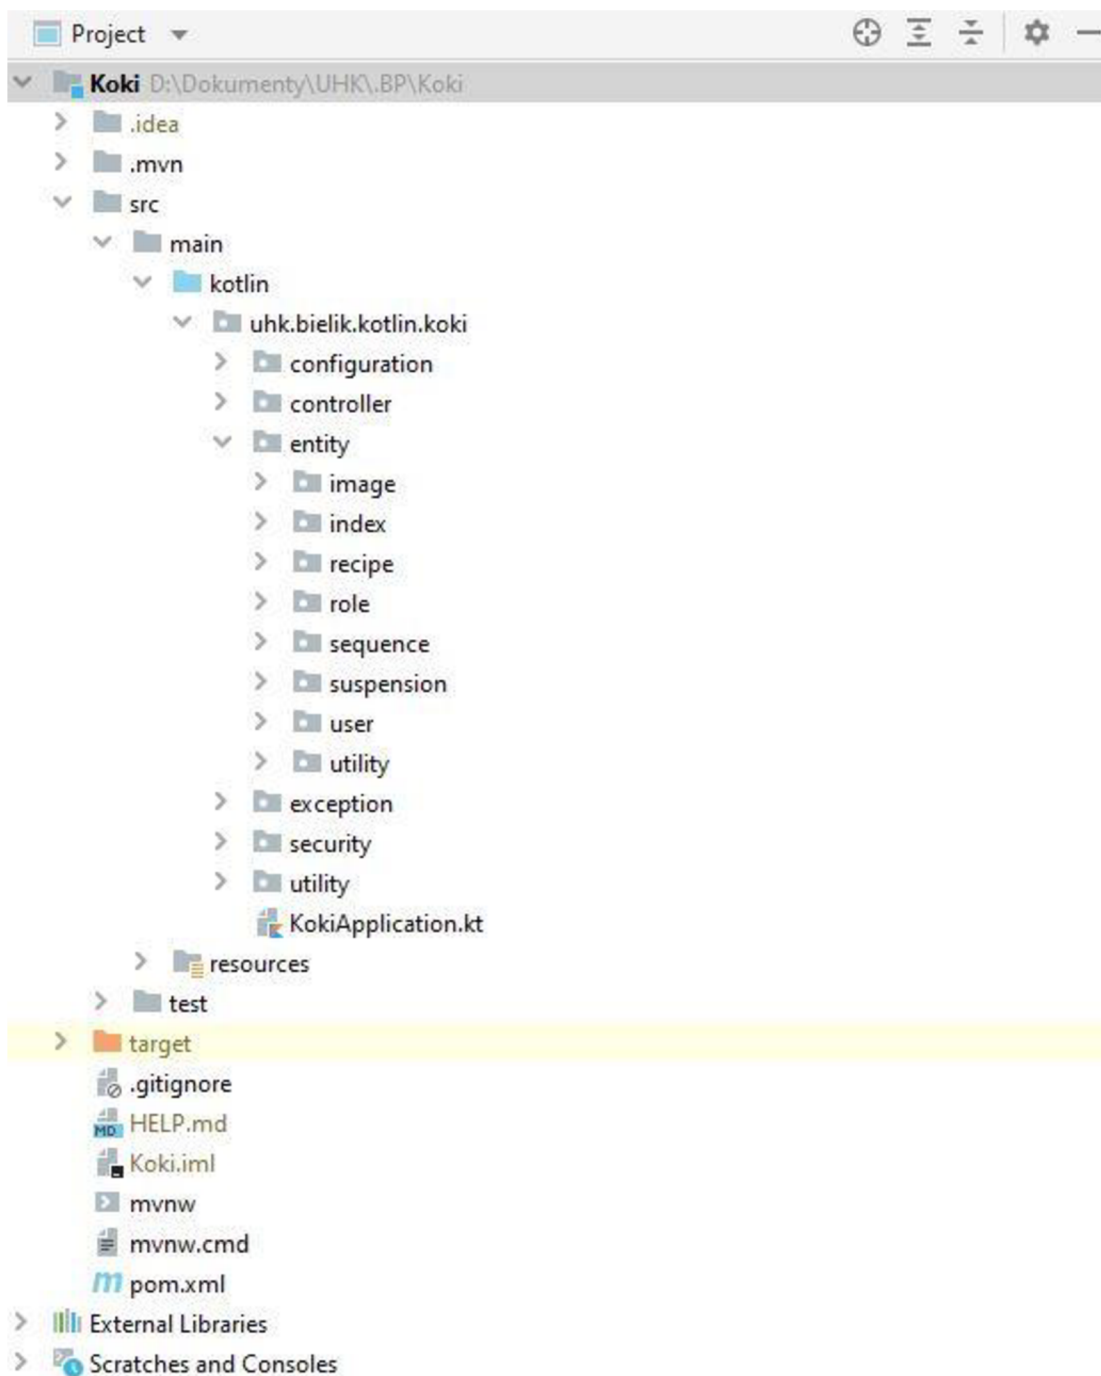 Project
Koki D:\Dokumenty\UHK\.BP\Koki
.idea
.mvn
src
main
kotlin
uhk.bielik.kotlin.koki
configuration
controller
entity
image
index
recipe
role
sequence
suspension
user
utility
exception
security
utility
KokiApplication.kt
resources
test
target
.gitignore
MD HELP.md
Koki.iml
mvnw
mvnw.cmd
m pom.xml
External Libraries
Scratches and Consoles